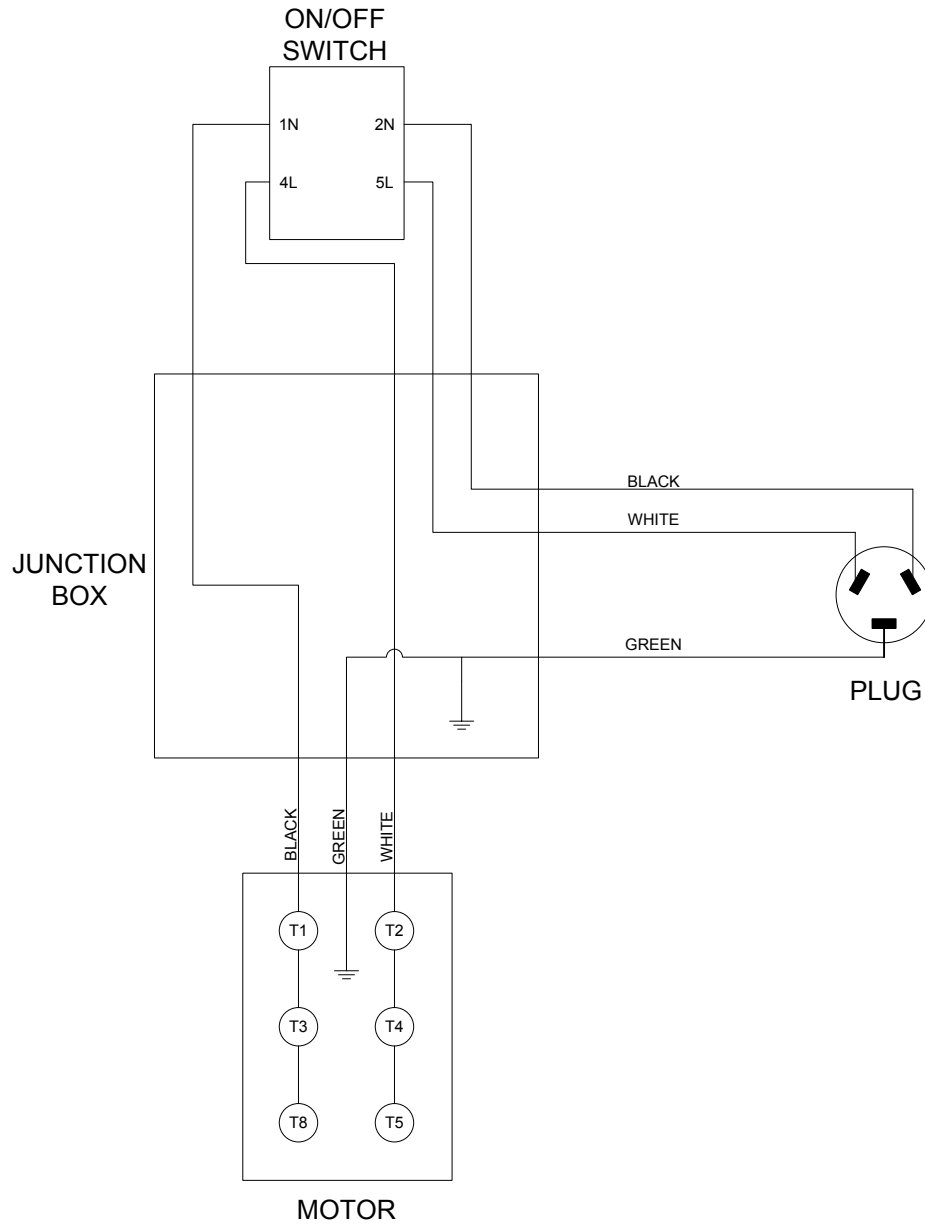 ON/OFF
SWITCH
1N
2N
4L
5L
BLACK
WHITE
JUNCTION
BOX
GREEN
PLUG
BLACK
GREEN
WHITE
T1
T2
T3
T4
T8
T5
MOTOR